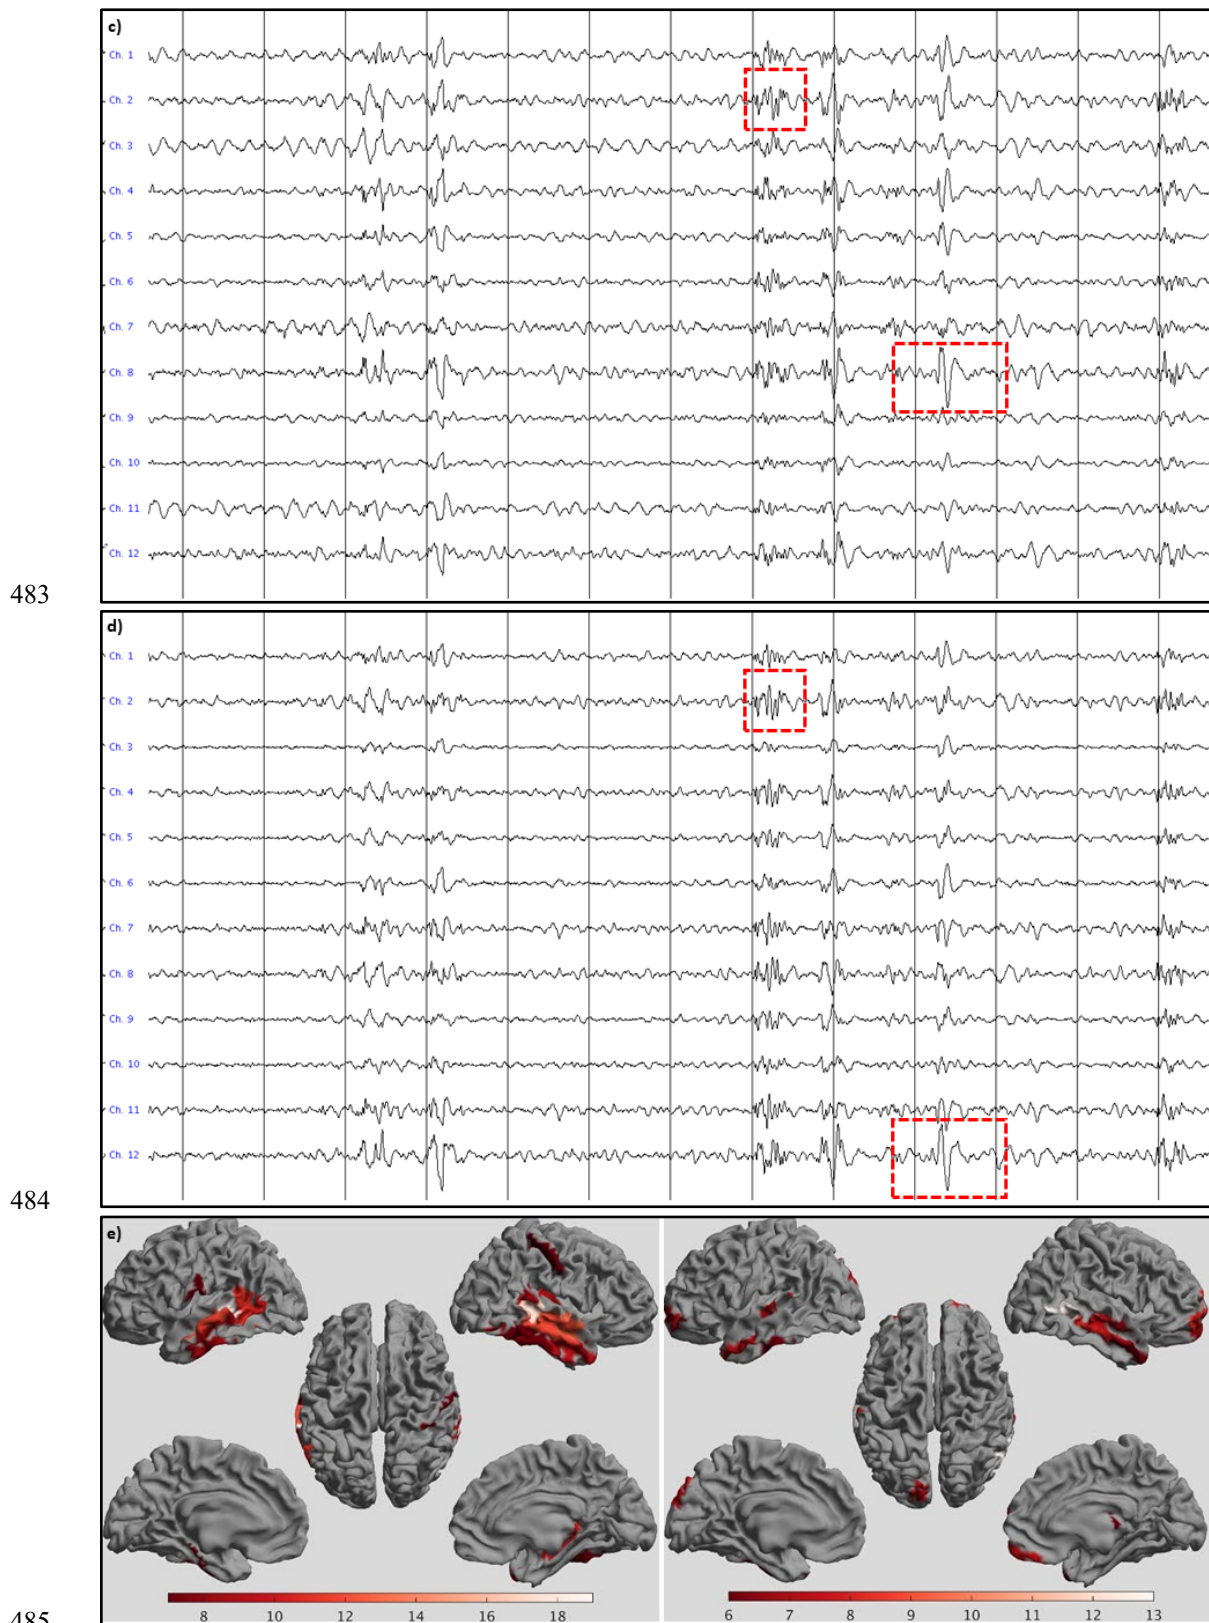 c)
Ch. 1
Ch. 2
Ch. 3
Ch. 4
Ch. 5
Ch. 6
Ch. 7
Ch. 8
Ch. 9
Ch. 10
Ch. 11
Ch. 12
483
d)
Ch. 1
Ch. 2
Ch. 3
Ch. 4
Ch. 5
Ch. 6
Ch. 7
Ch. 8
Ch. 9
Ch. 10
Ch. 11
Ch. 12
484
e)
8 10 12 14 16 18
6 7 8 9 10 11 12 13
485